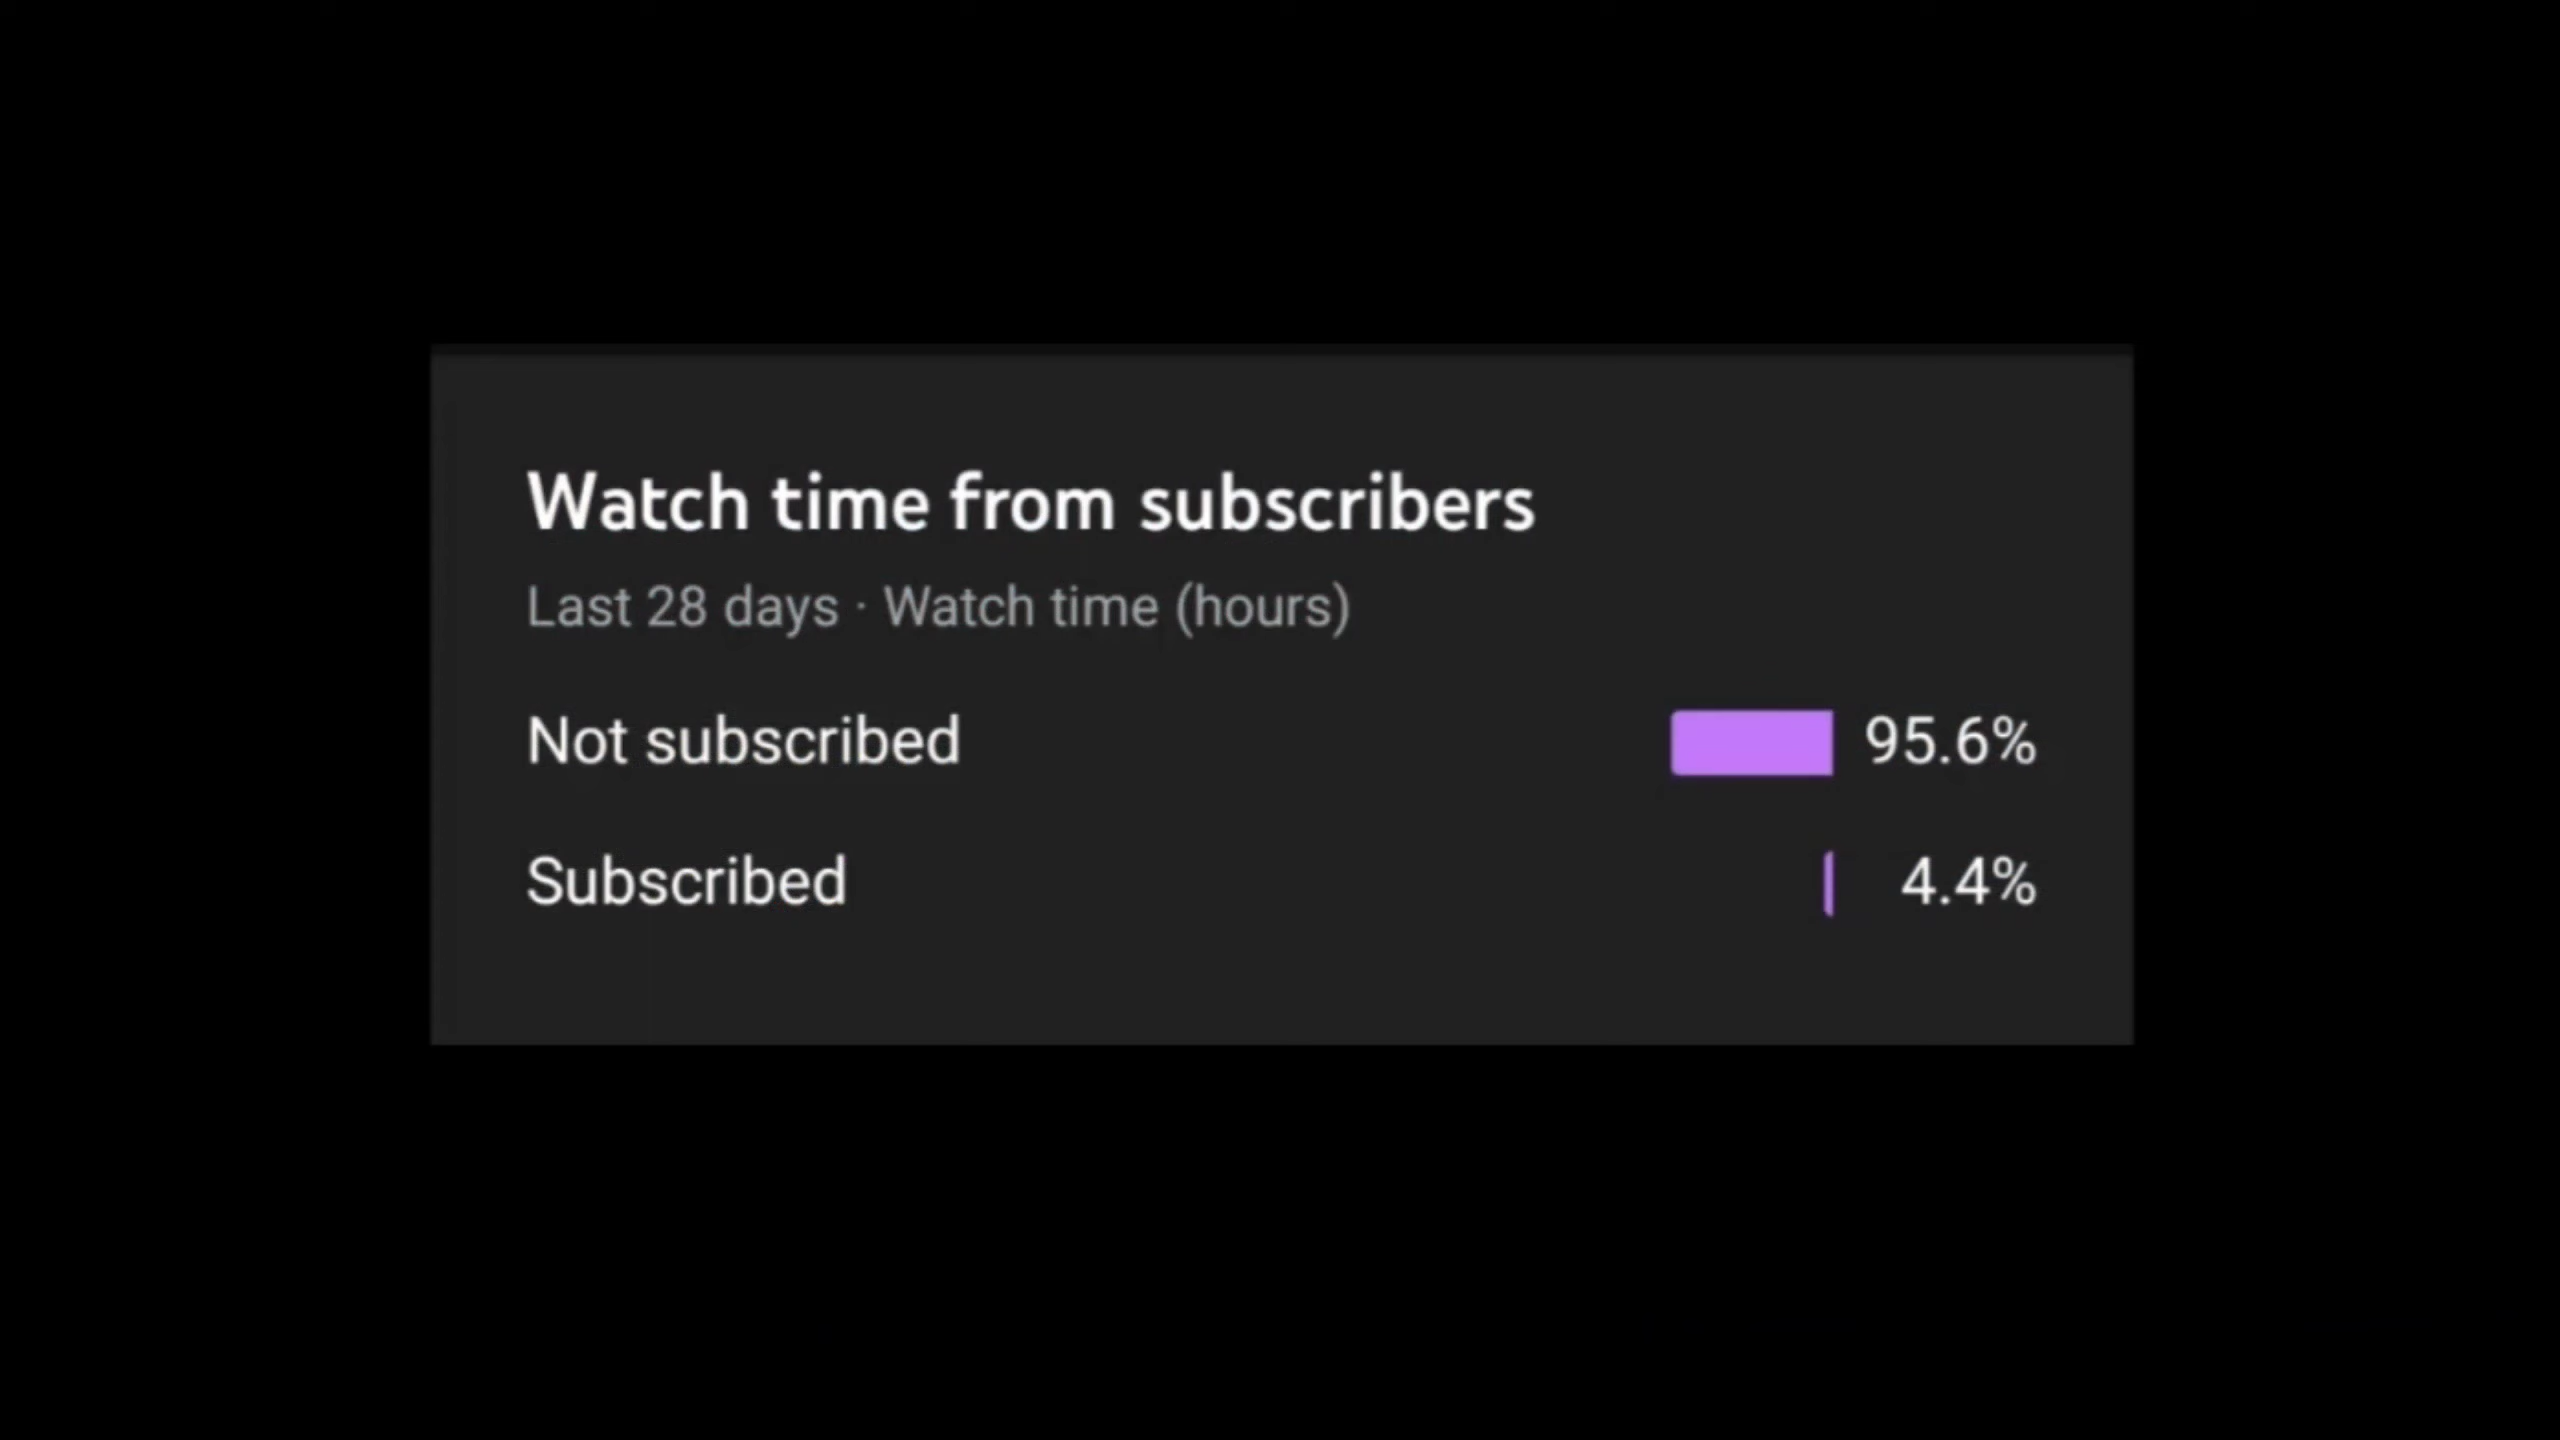 Watch time from subscribers
Last 28 days · Watch time (hours)
Not subscribed 95.6%
Subscribed 4.4%